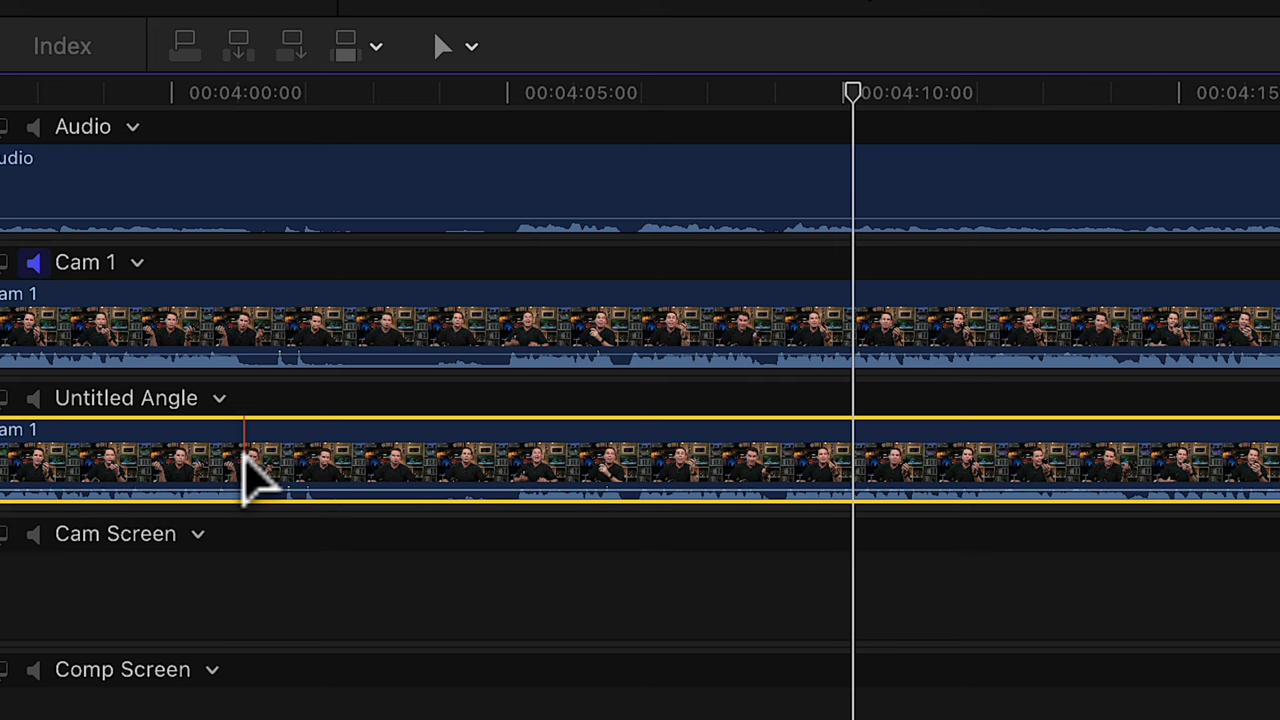 Index
00:04:00:00 00:04:05:00 00:04:10:00 00:04:15
Audio
udio
Cam 1
am 1
Untitled Angle
am 1
Cam Screen
Comp Screen